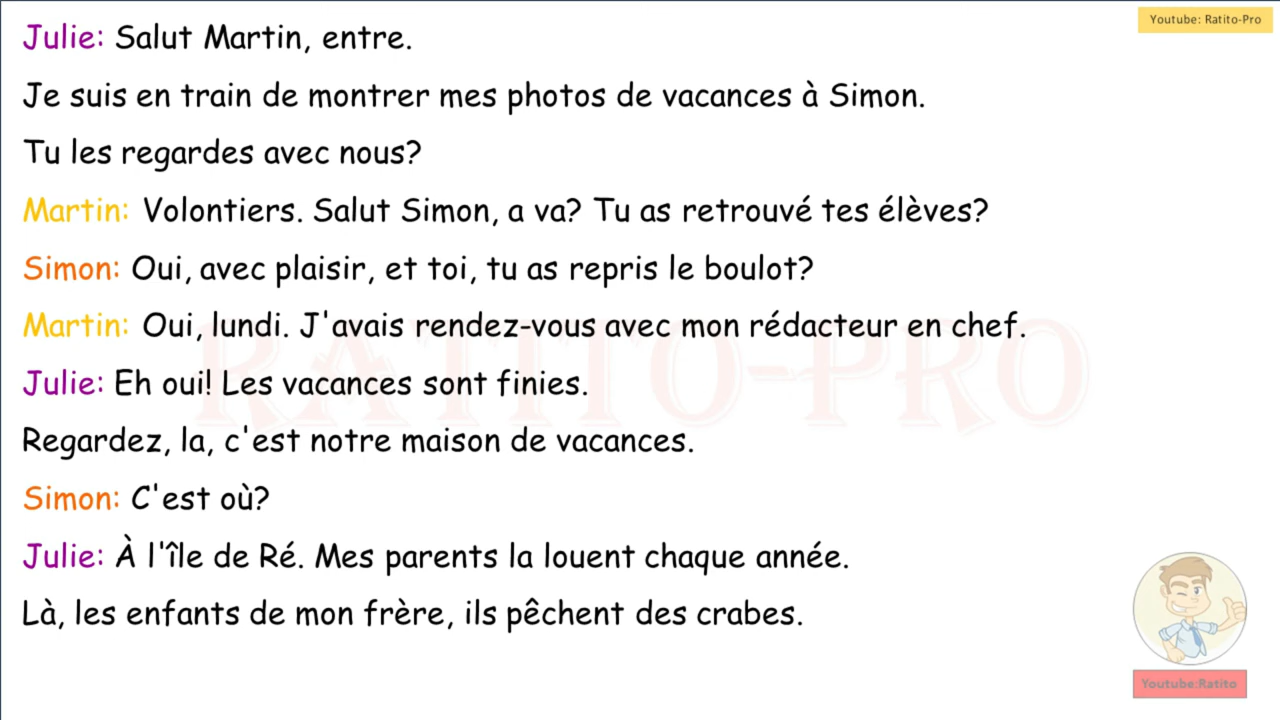 Youtube: Ratito-Pro
Julie: Salut Martin, entre.
Je suis en train de montrer mes photos de vacances à Simon.
Tu les regardes avec nous?
Martin: Volontiers. Salut Simon, a va? Tu as retrouvé tes élèves?
Simon: Oui, avec plaisir, et toi, tu as repris le boulot?
Martin: Oui, lundi. J'avais rendez-vous avec mon rédacteur en chef.
RATITO-PRO
Julie: Eh oui! Les vacances sont finies.
Regardez, la, c'est notre maison de vacances.
Simon: C'est où?
Julie: À l'île de Ré. Mes parents la louent chaque année.
Là, les enfants de mon frère, ils pêchent des crabes.
Youtube:Ratito